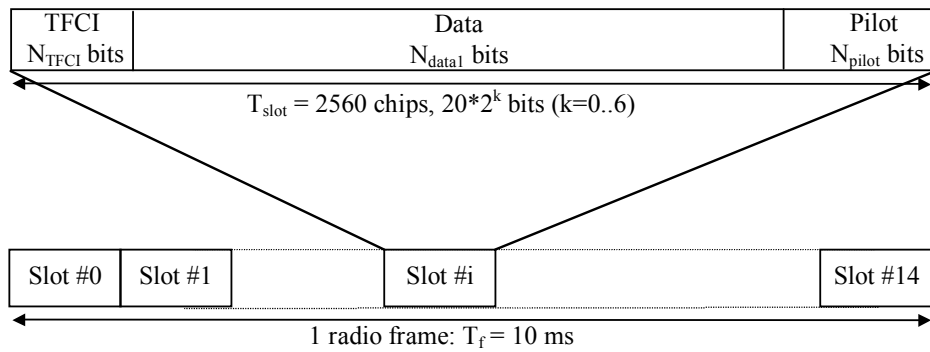 TFCI Data Pilot
N_TFCI bits N_data1 bits N_pilot bits
T_slot = 2560 chips, 20*2^k bits (k=0..6)
Slot #0 Slot #1 Slot #i Slot #14
1 radio frame: T_f = 10 ms